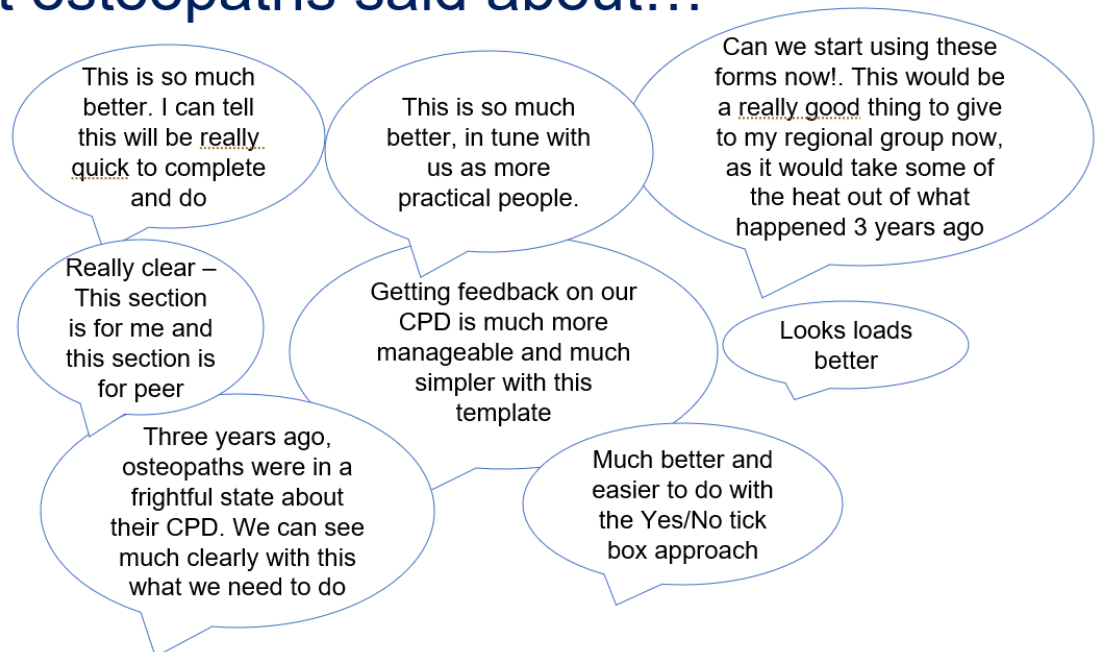 t osteopaths said about…
This is so much
better. I can tell
this will be really
quick to complete
and do
This is so much
better, in tune with
us as more
practical people.
Can we start using these
forms now!. This would be
a really good thing to give
to my regional group now,
as it would take some of
the heat out of what
happened 3 years ago
Really clear –
This section
is for me and
this section is
for peer
Getting feedback on our
CPD is much more
manageable and much
simpler with this
template
Looks loads
better
Three years ago,
osteopaths were in a
frightful state about
their CPD. We can see
much clearly with this
what we need to do
Much better and
easier to do with
the Yes/No tick
box approach